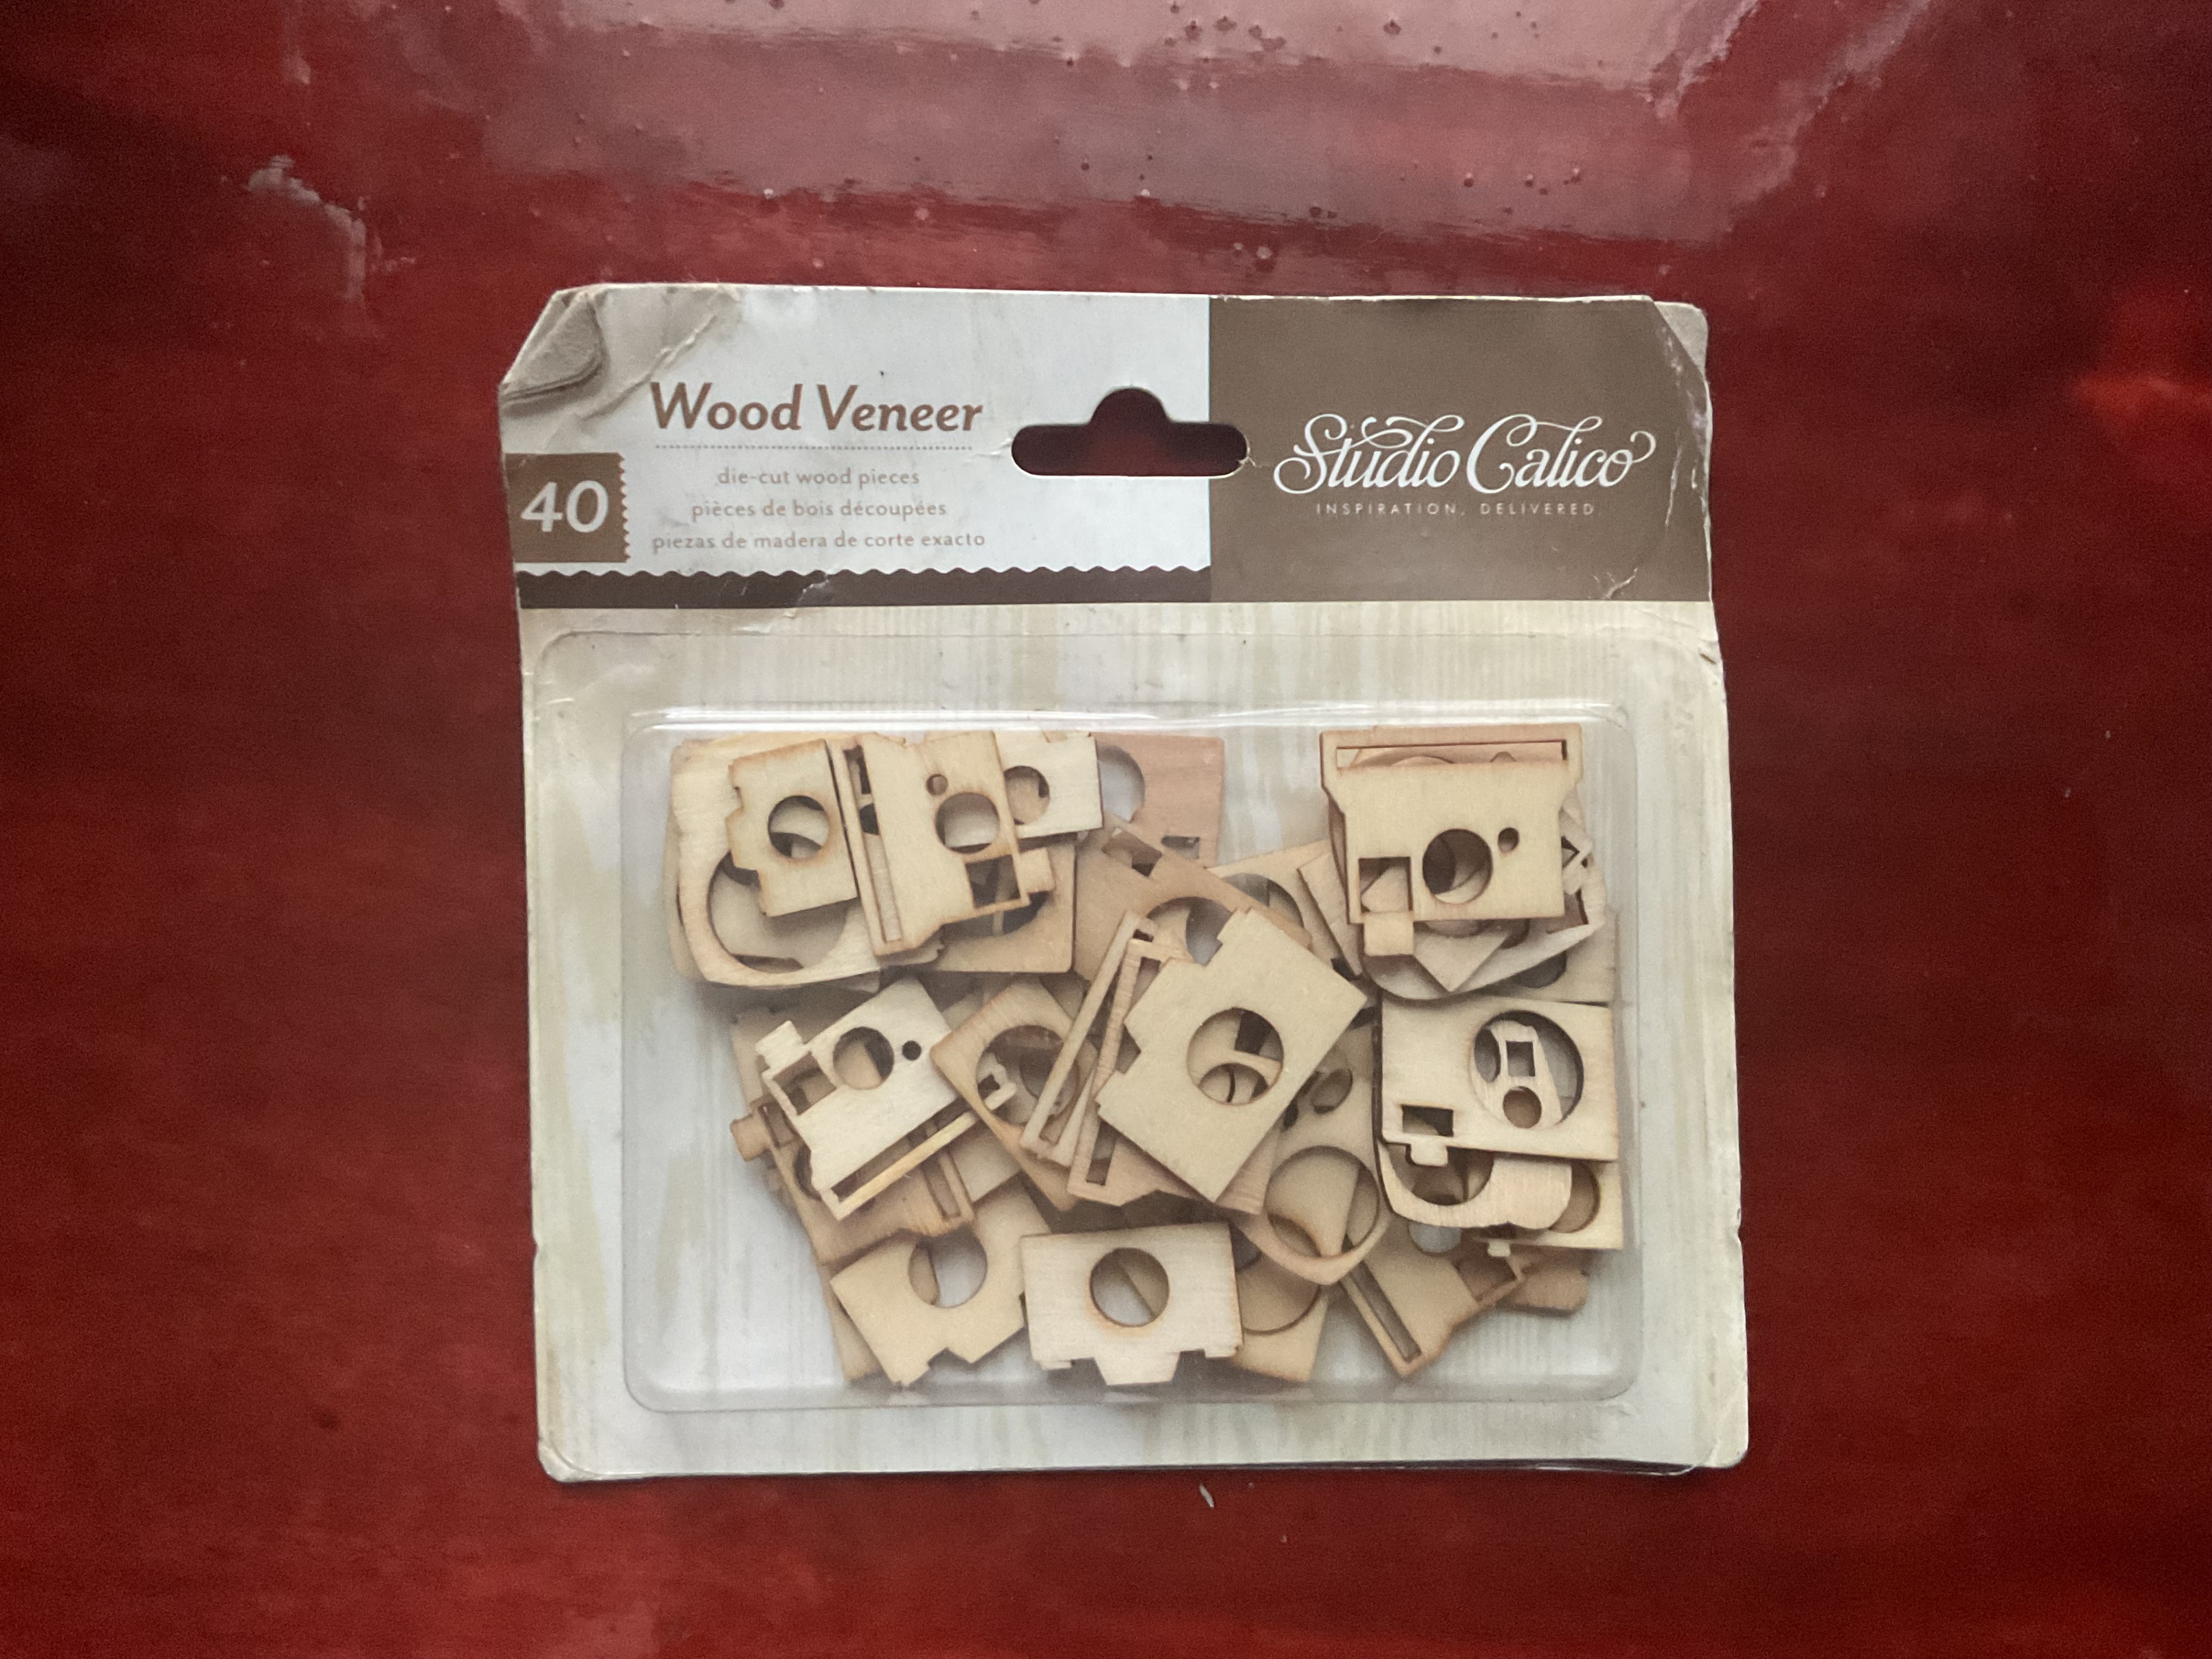 Wood Veneer
40
die-cut wood pieces
pièces de bois découpées
piezas de madera de corte exacto
Studio Calico
INSPIRATION, DELIVERED